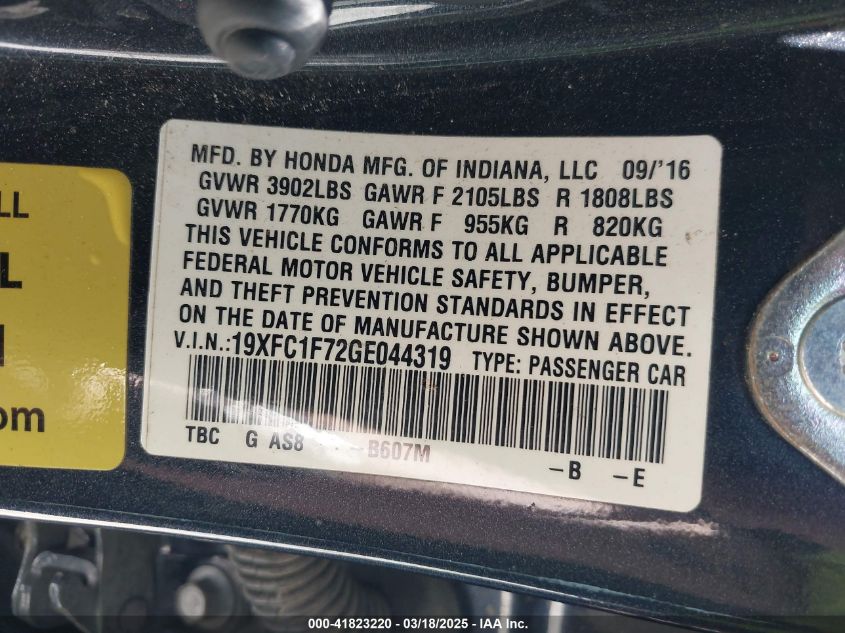 MFD. BY HONDA MFG. OF INDIANA, LLC 09/'16
GVWR 3902LBS GAWR F 2105LBS R 1808LBS
GVWR 1770KG GAWR F 955KG R 820KG
THIS VEHICLE CONFORMS TO ALL APPLICABLE
FEDERAL MOTOR VEHICLE SAFETY, BUMPER,
AND THEFT PREVENTION STANDARDS IN EFFECT
ON THE DATE OF MANUFACTURE SHOWN ABOVE.
V.I.N.:19XFC1F72GE044319 TYPE: PASSENGER CAR
TBC G AS8 -B607M
-B -E
LL
L
om
000-41823220 - 03/18/2025 - IAA Inc.